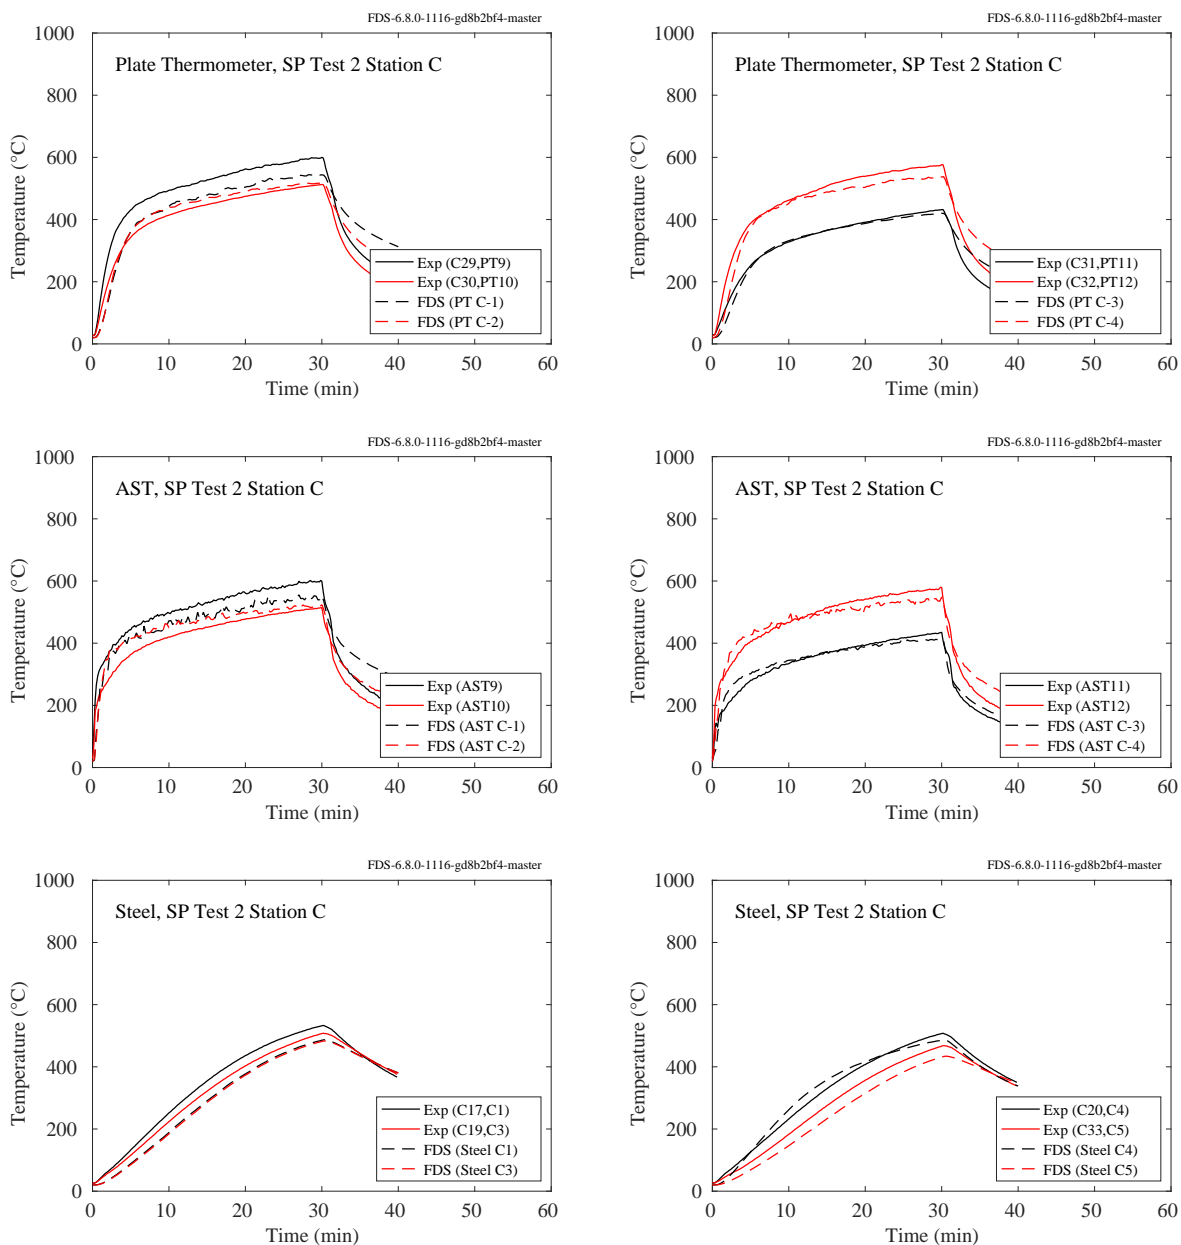 FDS-6.8.0-1116-gd8b2bf4-master
Plate Thermometer, SP Test 2 Station C
Temperature (°C)
1000
800
600
400
200
0
Exp (C29,PT9)
Exp (C30,PT10)
FDS (PT C-1)
FDS (PT C-2)
0 10 20 30 40 50 60
Time (min)
FDS-6.8.0-1116-gd8b2bf4-master
Plate Thermometer, SP Test 2 Station C
Temperature (°C)
1000
800
600
400
200
0
Exp (C31,PT11)
Exp (C32,PT12)
FDS (PT C-3)
FDS (PT C-4)
0 10 20 30 40 50 60
Time (min)
FDS-6.8.0-1116-gd8b2bf4-master
AST, SP Test 2 Station C
Temperature (°C)
1000
800
600
400
200
0
Exp (AST9)
Exp (AST10)
FDS (AST C-1)
FDS (AST C-2)
0 10 20 30 40 50 60
Time (min)
FDS-6.8.0-1116-gd8b2bf4-master
AST, SP Test 2 Station C
Temperature (°C)
1000
800
600
400
200
0
Exp (AST11)
Exp (AST12)
FDS (AST C-3)
FDS (AST C-4)
0 10 20 30 40 50 60
Time (min)
FDS-6.8.0-1116-gd8b2bf4-master
Steel, SP Test 2 Station C
Temperature (°C)
1000
800
600
400
200
0
Exp (C17,C1)
Exp (C19,C3)
FDS (Steel C1)
FDS (Steel C3)
0 10 20 30 40 50 60
Time (min)
FDS-6.8.0-1116-gd8b2bf4-master
Steel, SP Test 2 Station C
Temperature (°C)
1000
800
600
400
200
0
Exp (C20,C4)
Exp (C33,C5)
FDS (Steel C4)
FDS (Steel C5)
0 10 20 30 40 50 60
Time (min)